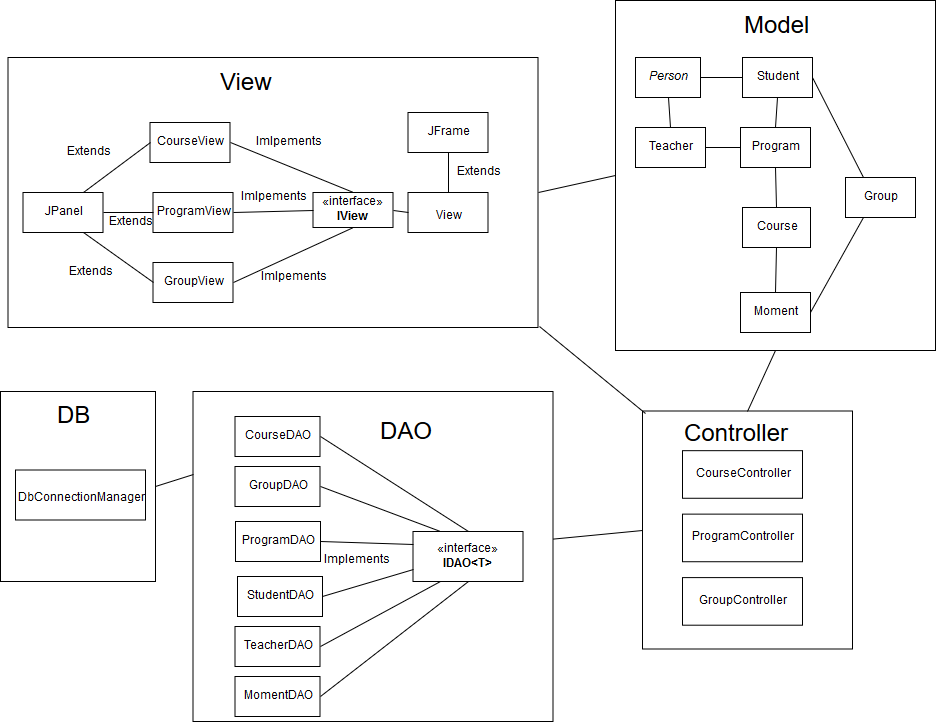 Model
View
Person
Student
JFrame
CourseView
Imlpements
Extends
Teacher
Program
Extends
Imlpements
«interface»
IView
JPanel
Extends
ProgramView
View
Group
Course
Extends
GroupView
Imlpements
Moment
DB
DAO
Controller
CourseDAO
CourseController
GroupDAO
DbConnectionManager
ProgramDAO
Implements
«interface»
IDAO<T>
ProgramController
StudentDAO
GroupController
TeacherDAO
MomentDAO